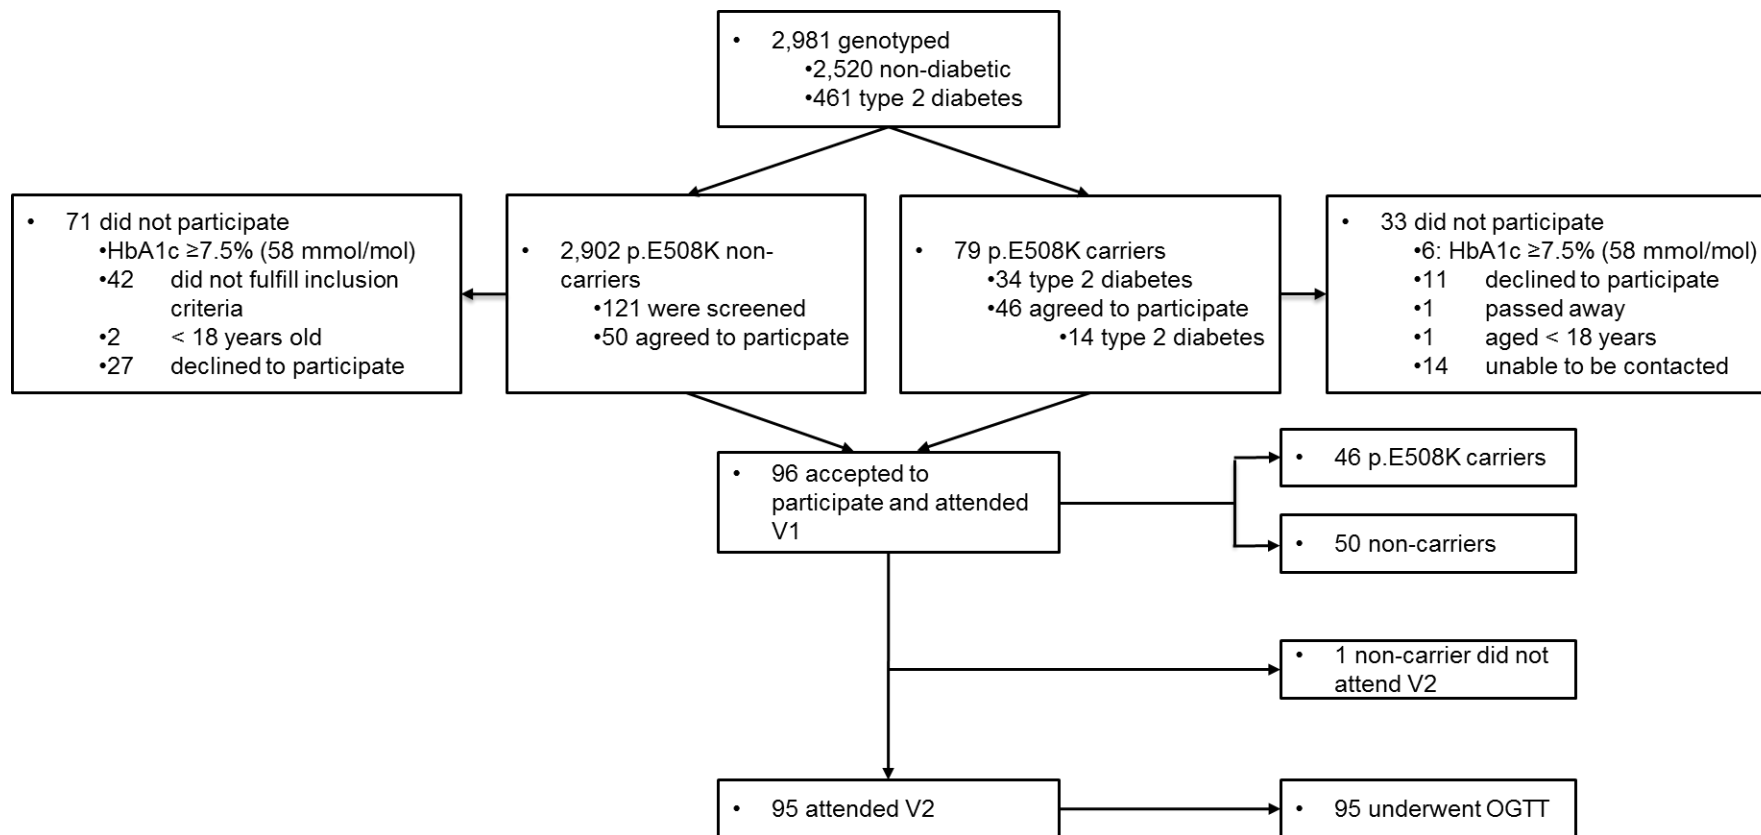 • 2,981 genotyped
•2,520 non-diabetic
•461 type 2 diabetes
• 71 did not participate
•HbA1c ≥7.5% (58 mmol/mol)
•42 did not fulfill inclusion
criteria
•2 < 18 years old
•27 declined to participate
• 2,902 p.E508K non-
carriers
•121 were screened
•50 agreed to particpate
• 79 p.E508K carriers
•34 type 2 diabetes
•46 agreed to participate
•14 type 2 diabetes
• 33 did not participate
•6: HbA1c ≥7.5% (58 mmol/mol)
•11 declined to participate
•1 passed away
•1 aged < 18 years
•14 unable to be contacted
• 96 accepted to
participate and attended
V1
• 46 p.E508K carriers
• 50 non-carriers
• 1 non-carrier did not
attend V2
• 95 attended V2
• 95 underwent OGTT